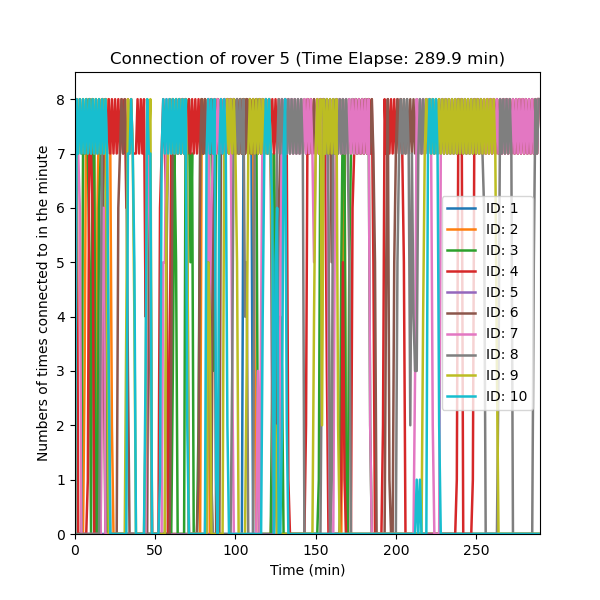 Connection of rover 5 (Time Elapse: 289.9 min)
Numbers of times connected to in the minute
8
7
6
5
4
3
2
1
0
ID: 1
ID: 2
ID: 3
ID: 4
ID: 5
ID: 6
ID: 7
ID: 8
ID: 9
ID: 10
0 50 100 150 200 250
Time (min)